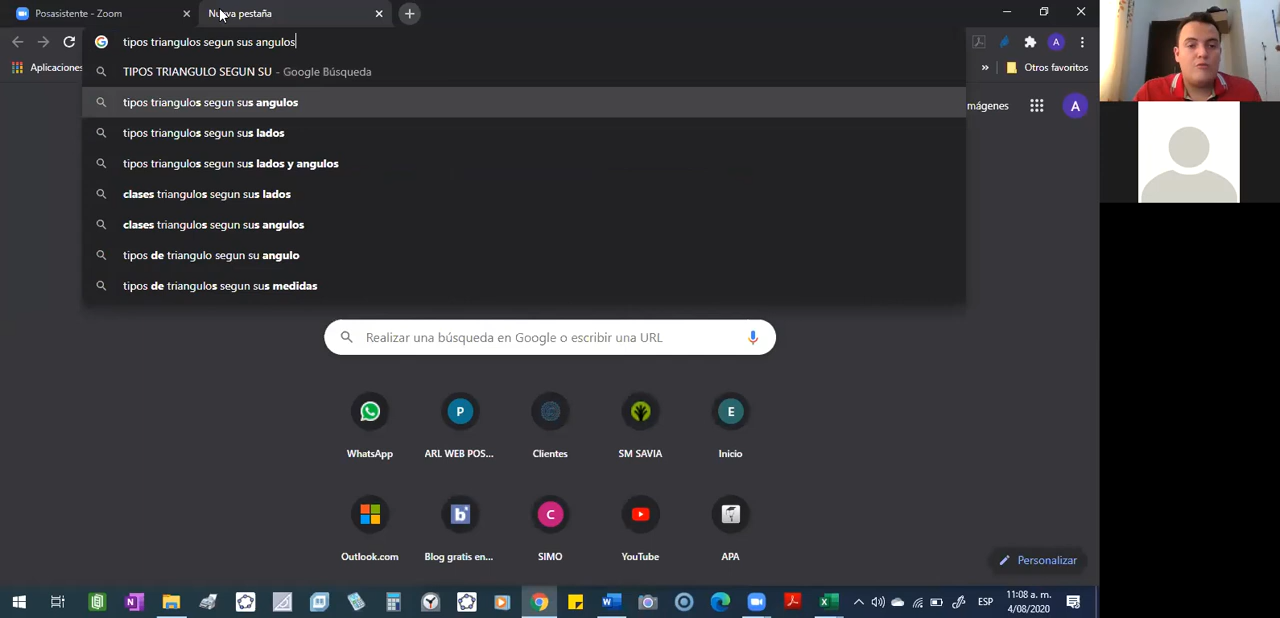 Posasistente - Zoom
Nueva pestaña
tipos triangulos segun sus angulos
TIPOS TRIANGULO SEGUN SU - Google Búsqueda
tipos triangulos segun sus angulos
tipos triangulos segun sus lados
tipos triangulos segun sus lados y angulos
clases triangulos segun sus lados
clases triangulos segun sus angulos
tipos de triangulo segun su angulo
tipos de triangulos segun sus medidas
Aplicaciones
» Otros favoritos
A
mágenes
A
Realizar una búsqueda en Google o escribir una URL
P
E
WhatsApp
ARL WEB POS...
Clientes
SM SAVIA
Inicio
b
C
Outlook.com
Blog gratis en...
SIMO
YouTube
APA
Personalizar
ESP
11:08 a. m.
4/08/2020